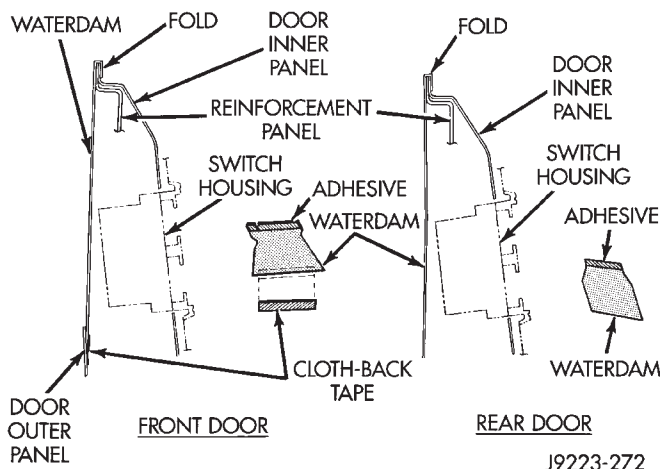 WATERDAM
FOLD
DOOR
INNER
PANEL
REINFORCEMENT
PANEL
SWITCH
HOUSING
ADHESIVE
WATERDAM
CLOTH-BACK
TAPE
DOOR
OUTER
PANEL
FRONT DOOR
FOLD
DOOR
INNER
PANEL
SWITCH
HOUSING
ADHESIVE
WATERDAM
REAR DOOR
J9223-272